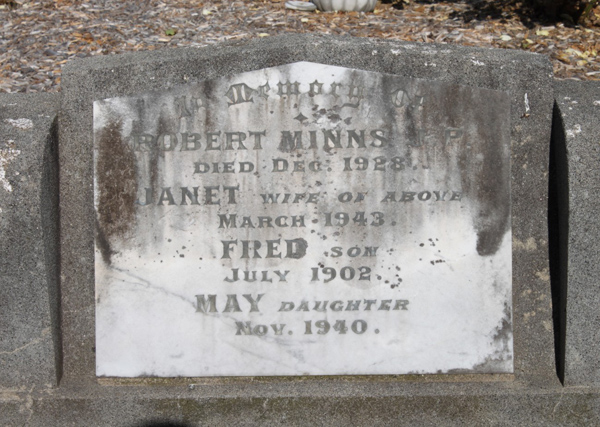 In Memory of
ROBERT MINNS
DIED DEC. 1928.
JANET WIFE OF ABOVE
MARCH 1943.
FRED SON
JULY 1902.
MAY DAUGHTER
NOV. 1940.